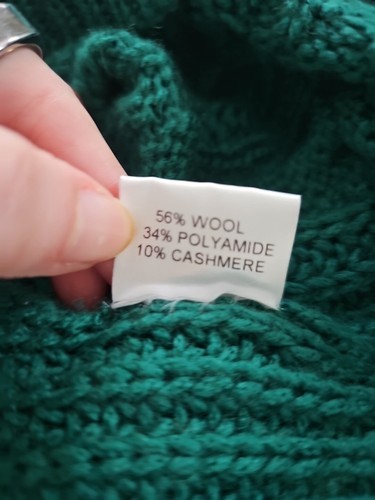 56% WOOL
34% POLYAMIDE
10% CASHMERE